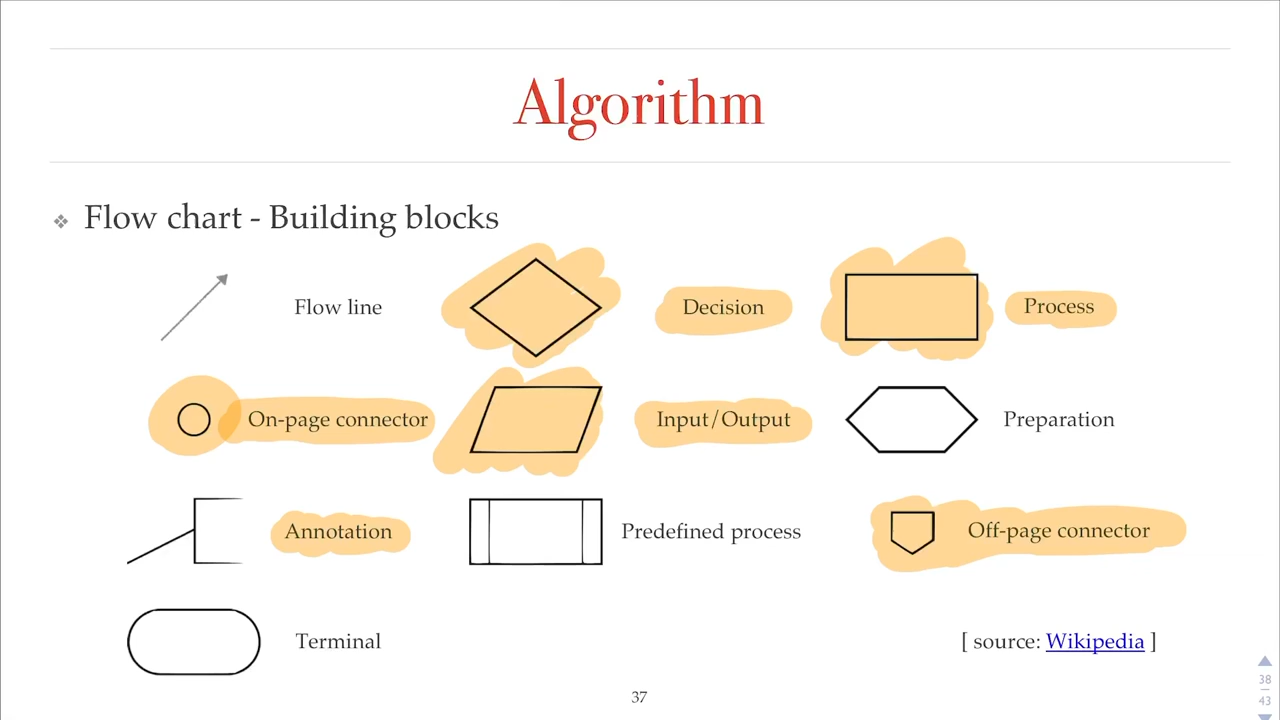 Algorithm
❖ Flow chart - Building blocks
Flow line
Decision
Process
On-page connector
Input/Output
Preparation
Annotation
Predefined process
Off-page connector
Terminal
[ source: Wikipedia ]
37
38
43